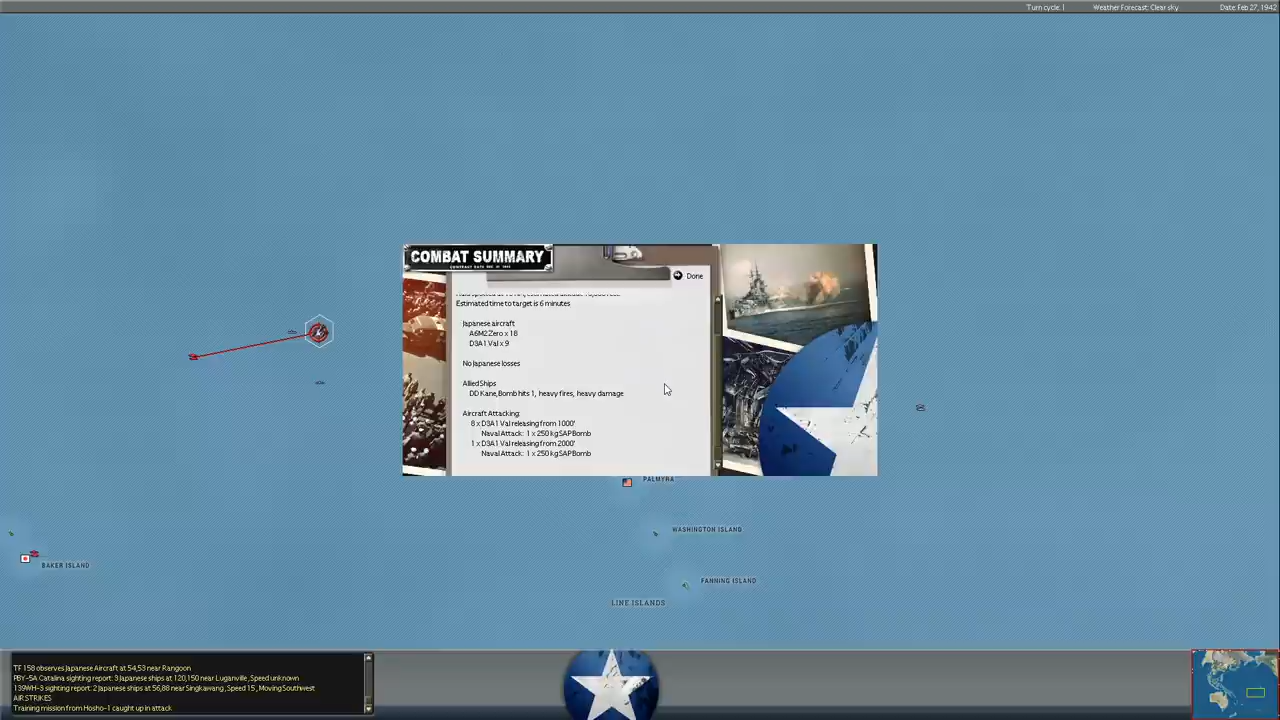 Turn cycle: 1 Weather Forecast: Clear sky Date: Feb 27, 1942
COMBAT SUMMARY
Done
Estimated time to target is 6 minutes
Japanese aircraft
A6M2 Zero x 18
D3A1 Val x 9
No Japanese losses
Allied Ships
DD Kane, Bomb hits 1, heavy fires, heavy damage
Aircraft Attacking:
8 x D3A1 Val releasing from 1000'
Naval Attack: 1 x 250 kg SAP Bomb
1 x D3A1 Val releasing from 2000'
Naval Attack: 1 x 250 kg SAP Bomb
PALMYRA
WASHINGTON ISLAND
BAKER ISLAND
FANNING ISLAND
LINE ISLANDS
TF 158 observes Japanese Aircraft at 54,53 near Rangoon
PBY-5A Catalina sighting report: 3 Japanese ships at 120,150 near Luganville, Speed unknown
139WH-3 sighting report: 2 Japanese ships at 56,88 near Singkawang, Speed 15, Moving Southwest
AIR STRIKES
Training mission from Hosho-1 caught up in attack